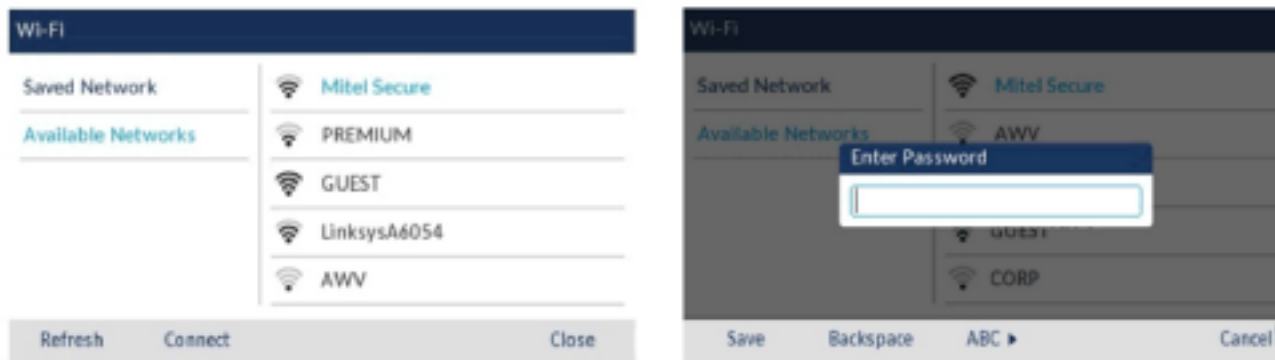 Wi-Fi
Saved Network
Available Networks
Mitel Secure
PREMIUM
GUEST
LinksysA6054
AWV
Refresh Connect Close
Wi-Fi
Saved Network
Available Networks
Mitel Secure
AWV
Enter Password
GUEST
CORP
Save Backspace ABC ▸ Cancel